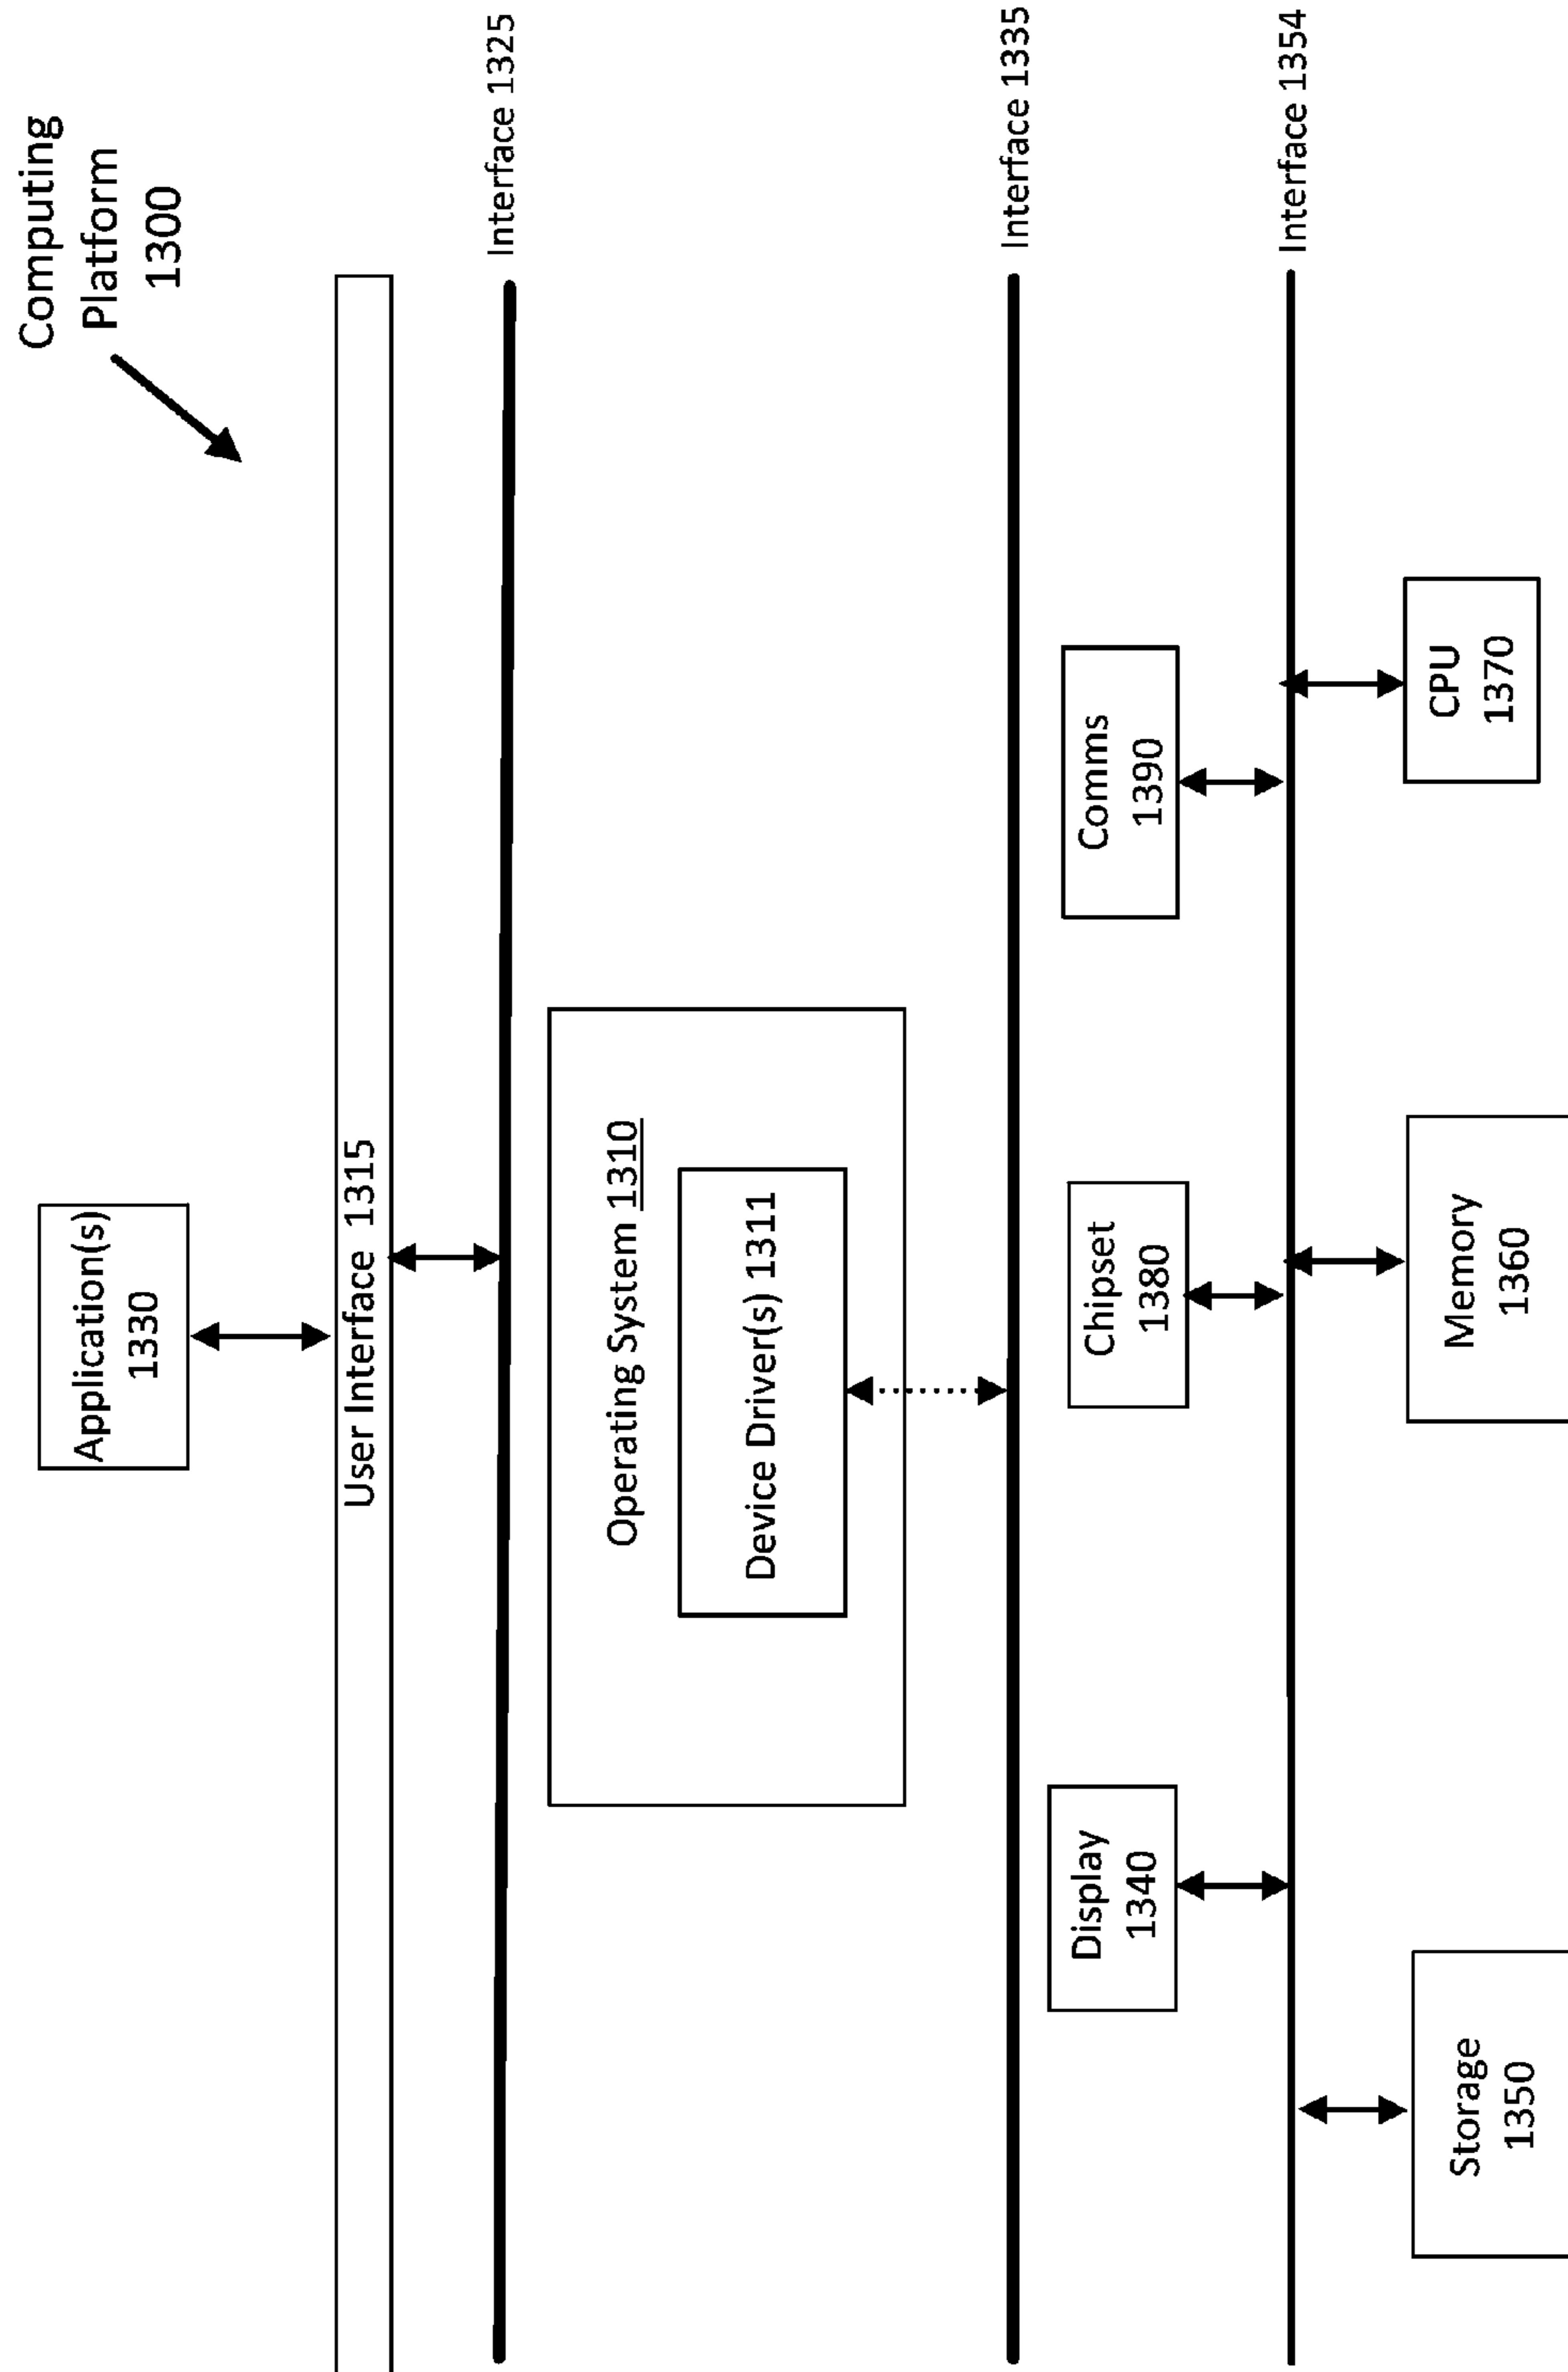 Computing
Platform
1300
Application(s)
1330
User Interface 1315
Interface 1325
Operating System 1310
Device Driver(s) 1311
Interface 1335
Display
1340
Chipset
1380
Comms
1390
Interface 1354
Storage
1350
Memory
1360
CPU
1370